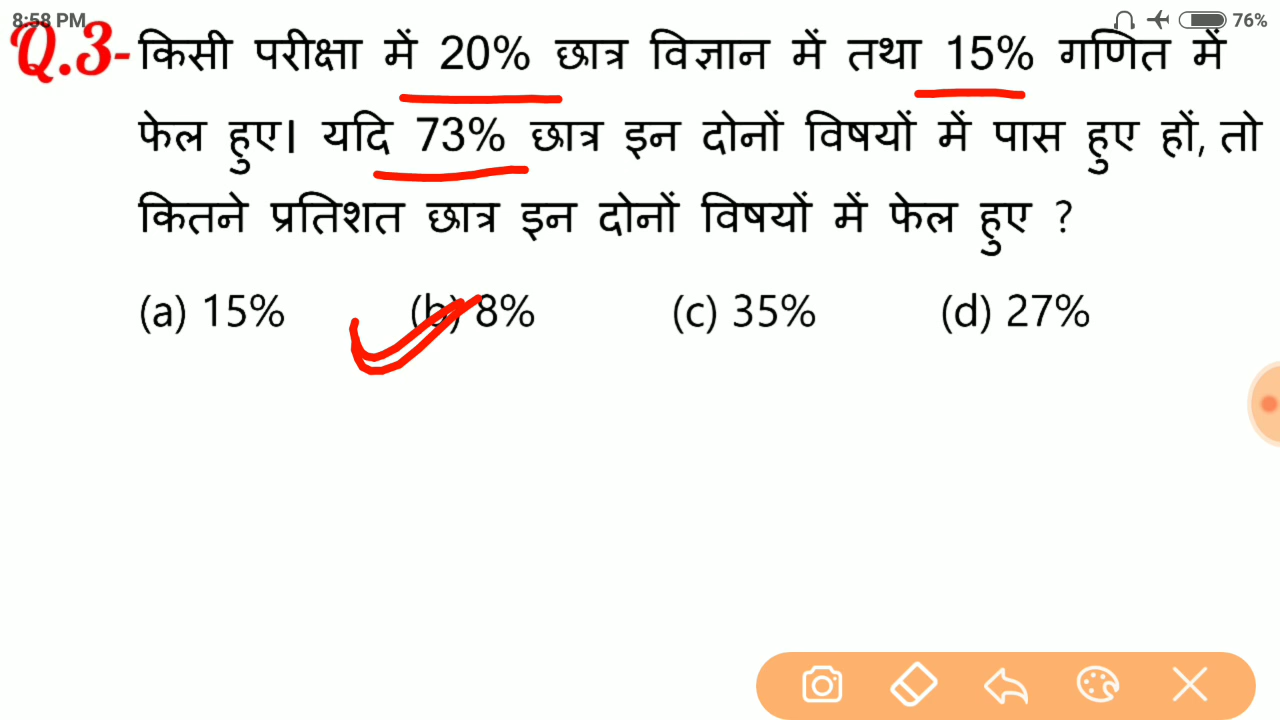 8:58 PM 76%
Q.3- किसी परीक्षा में 20% छात्र विज्ञान में तथा 15% गणित में
फेल हुए। यदि 73% छात्र इन दोनों विषयों में पास हुए हों, तो
कितने प्रतिशत छात्र इन दोनों विषयों में फेल हुए ?
(a) 15% (b) 8% (c) 35% (d) 27%